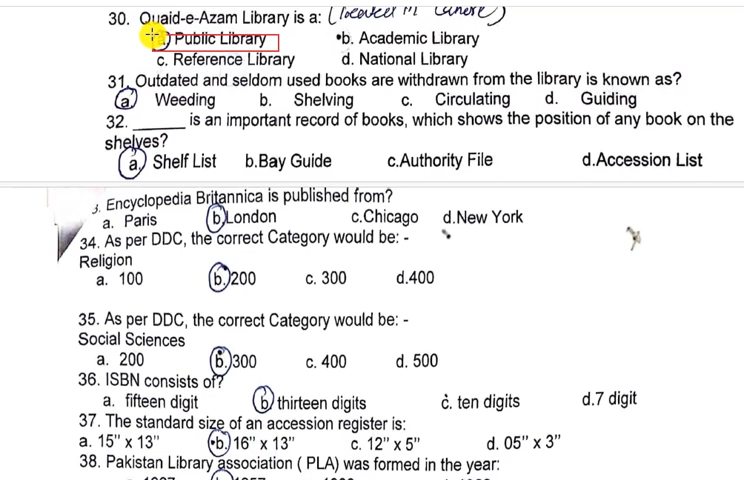 30. Quaid-e-Azam Library is a: (Located in Lahore)
a) Public Library •b. Academic Library
c. Reference Library d. National Library
31. Outdated and seldom used books are withdrawn from the library is known as?
a) Weeding b. Shelving c. Circulating d. Guiding
32. ______ is an important record of books, which shows the position of any book on the
shelves?
a) Shelf List b.Bay Guide c.Authority File d.Accession List
3. Encyclopedia Britannica is published from?
a. Paris b.)London c.Chicago d.New York
34. As per DDC, the correct Category would be: -
Religion
a. 100 b.)200 c. 300 d.400
35. As per DDC, the correct Category would be: -
Social Sciences
a. 200 b.)300 c. 400 d. 500
36. ISBN consists of?
a. fifteen digit b) thirteen digits c. ten digits d.7 digit
37. The standard size of an accession register is:
a. 15" x 13" •b.) 16" x 13" c. 12" x 5" d. 05" x 3"
38. Pakistan Library association ( PLA) was formed in the year: